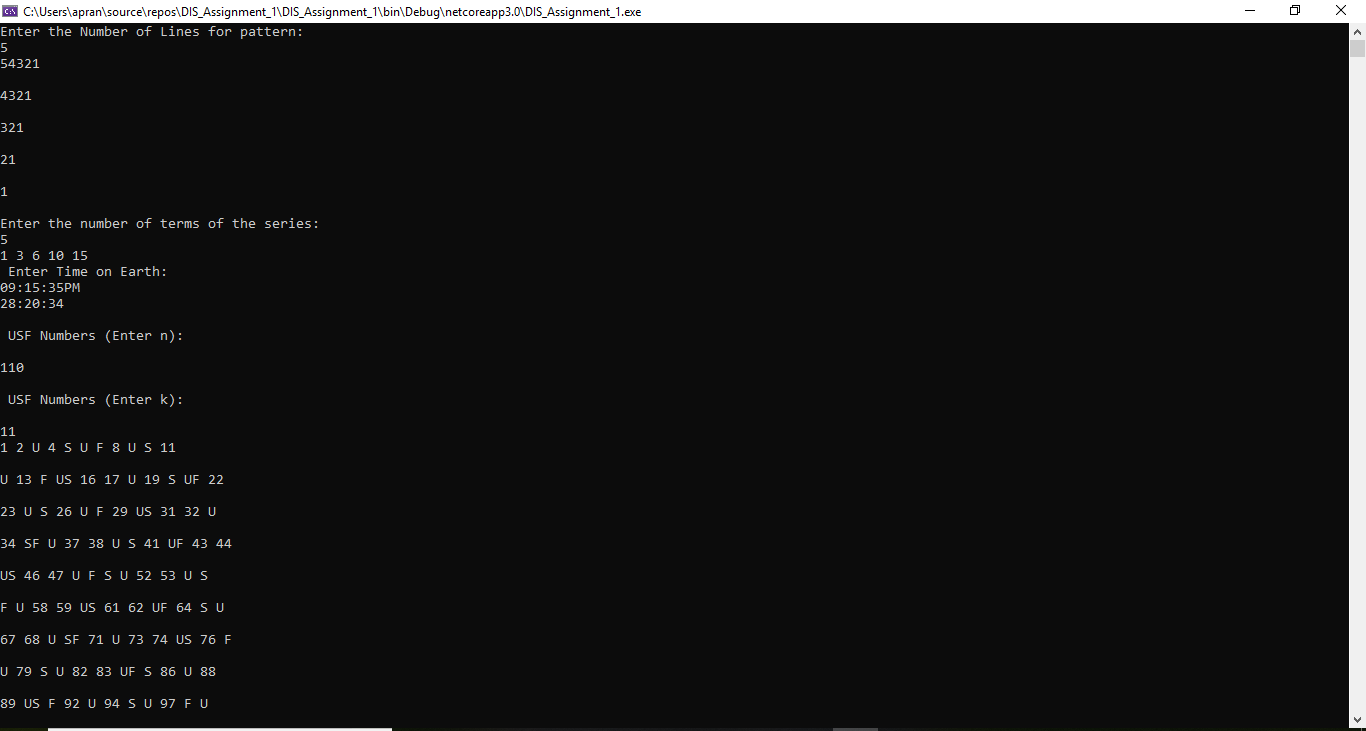 C:\Users\apran\source\repos\DIS_Assignment_1\DIS_Assignment_1\bin\Debug\netcoreapp3.0\DIS_Assignment_1.exe
Enter the Number of Lines for pattern:
5
54321
4321
321
21
1
Enter the number of terms of the series:
5
1 3 6 10 15
Enter Time on Earth:
09:15:35PM
28:20:34
USF Numbers (Enter n):
110
USF Numbers (Enter k):
11
1 2 U 4 S U F 8 U S 11
U 13 F US 16 17 U 19 S UF 22
23 U S 26 U F 29 US 31 32 U
34 SF U 37 38 U S 41 UF 43 44
US 46 47 U F S U 52 53 U S
F U 58 59 US 61 62 UF 64 S U
67 68 U SF 71 U 73 74 US 76 F
U 79 S U 82 83 UF S 86 U 88
89 US F 92 U 94 S U 97 F U